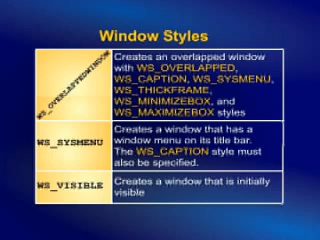 Window Styles
WS_OVERLAPPEDWINDOW
Creates an overlapped window
with WS_OVERLAPPED,
WS_CAPTION, WS_SYSMENU,
WS_THICKFRAME,
WS_MINIMIZEBOX, and
WS_MAXIMIZEBOX styles
WS_SYSMENU
Creates a window that has a
window menu on its title bar.
The WS_CAPTION style must
also be specified.
WS_VISIBLE
Creates a window that is initially
visible